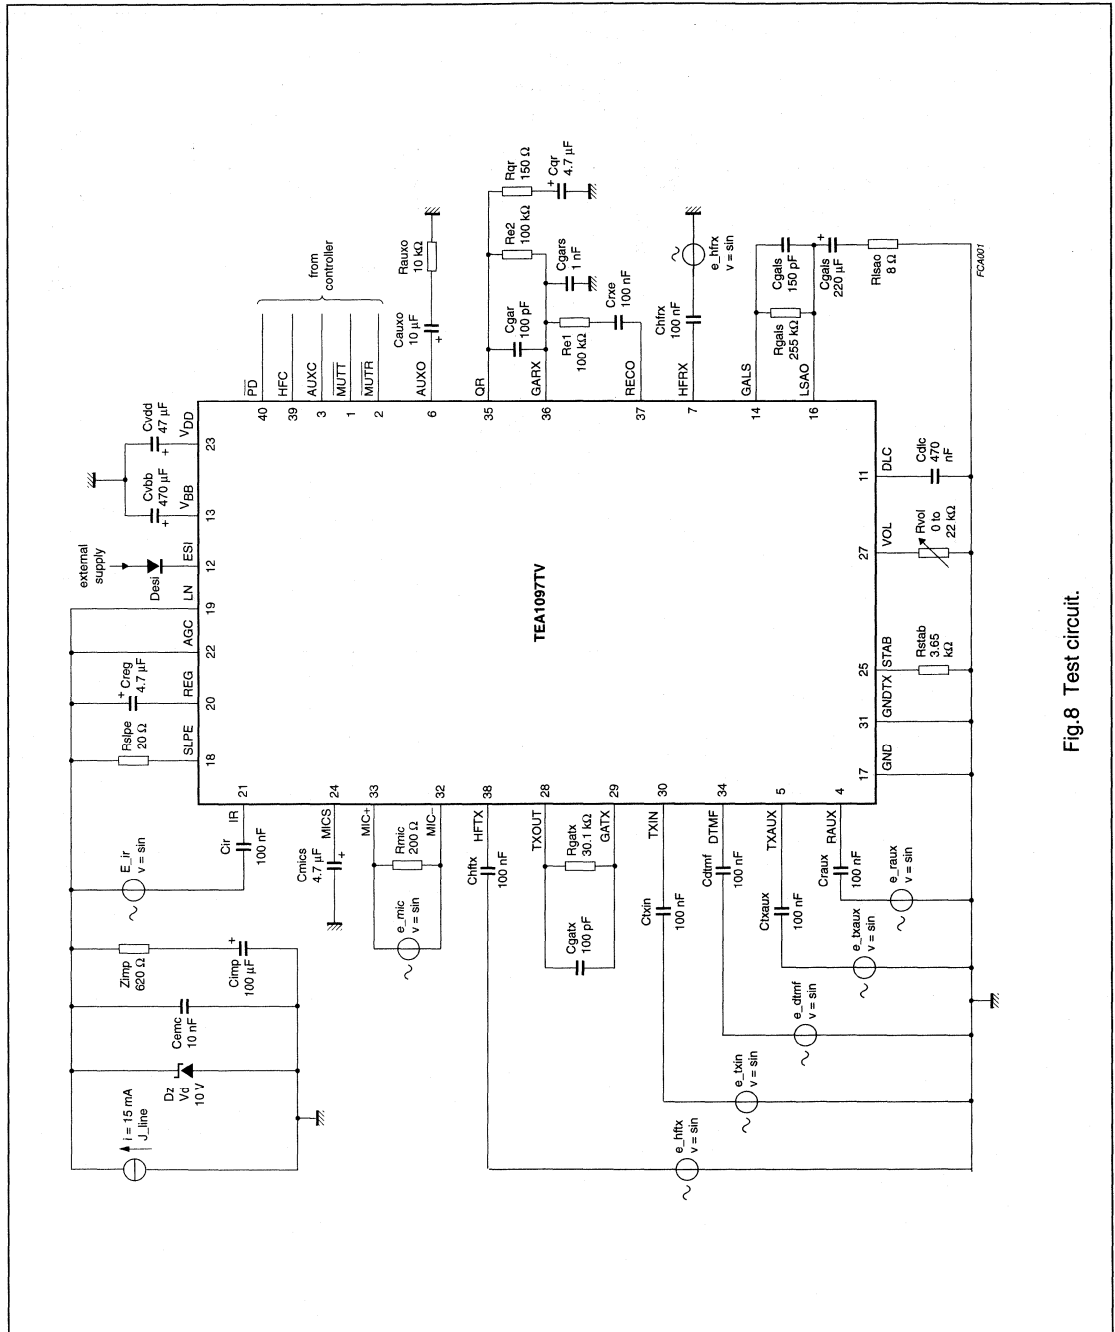 i = 15 mA
J_line
Dz
Vd
10 V
Cemc
10 nF
Zimp
620 Ω
+
Cimp
100 µF
E_ir
v = sin
~
Rslpe
20 Ω
+ Creg
4.7 µF
external
supply
Desi
Cvbb
470 µF
+
Cvdd
47 µF
+
SLPE
REG
AGC
LN
ESI
VBB
VDD
18
20
22
19
12
13
23
Cir
100 nF
IR
21
Cmics
4.7 µF
+
MICS
24
e_mic
v = sin
~
Rmic
200 Ω
MIC+
33
MIC−
32
Chftx
100 nF
HFTX
38
Cgatx
100 pF
Rgatx
30.1 kΩ
TXOUT
28
GATX
29
Ctxin
100 nF
TXIN
30
Cdtmf
100 nF
DTMF
34
Ctxaux
100 nF
TXAUX
5
Craux
100 nF
RAUX
4
e_hftx
v = sin
~
e_txin
v = sin
~
e_dtmf
v = sin
~
e_txaux
v = sin
~
e_raux
v = sin
~
TEA1097TV
40
PD
39
HFC
3
AUXC
1
MUTT
2
MUTR
from
controller
6
AUXO
Cauxo
10 µF
+
Rauxo
10 kΩ
35
QR
36
GARX
37
RECO
Cgar
100 pF
Re2
100 kΩ
Rqr
150 Ω
+ Cqr
4.7 µF
Cgars
1 nF
Re1
100 kΩ
Crxe
100 nF
7
HFRX
Chfrx
100 nF
~
e_hfrx
v = sin
14
GALS
16
LSAO
Rgals
255 kΩ
Cgals
150 pF
+
Cgals
220 µF
Rlsao
8 Ω
17
GND
31
GNDTX
25
STAB
27
VOL
11
DLC
Rstab
3.65
kΩ
Rvol
0 to
22 kΩ
Cdlc
470
nF
FCA001
Fig.8 Test circuit.